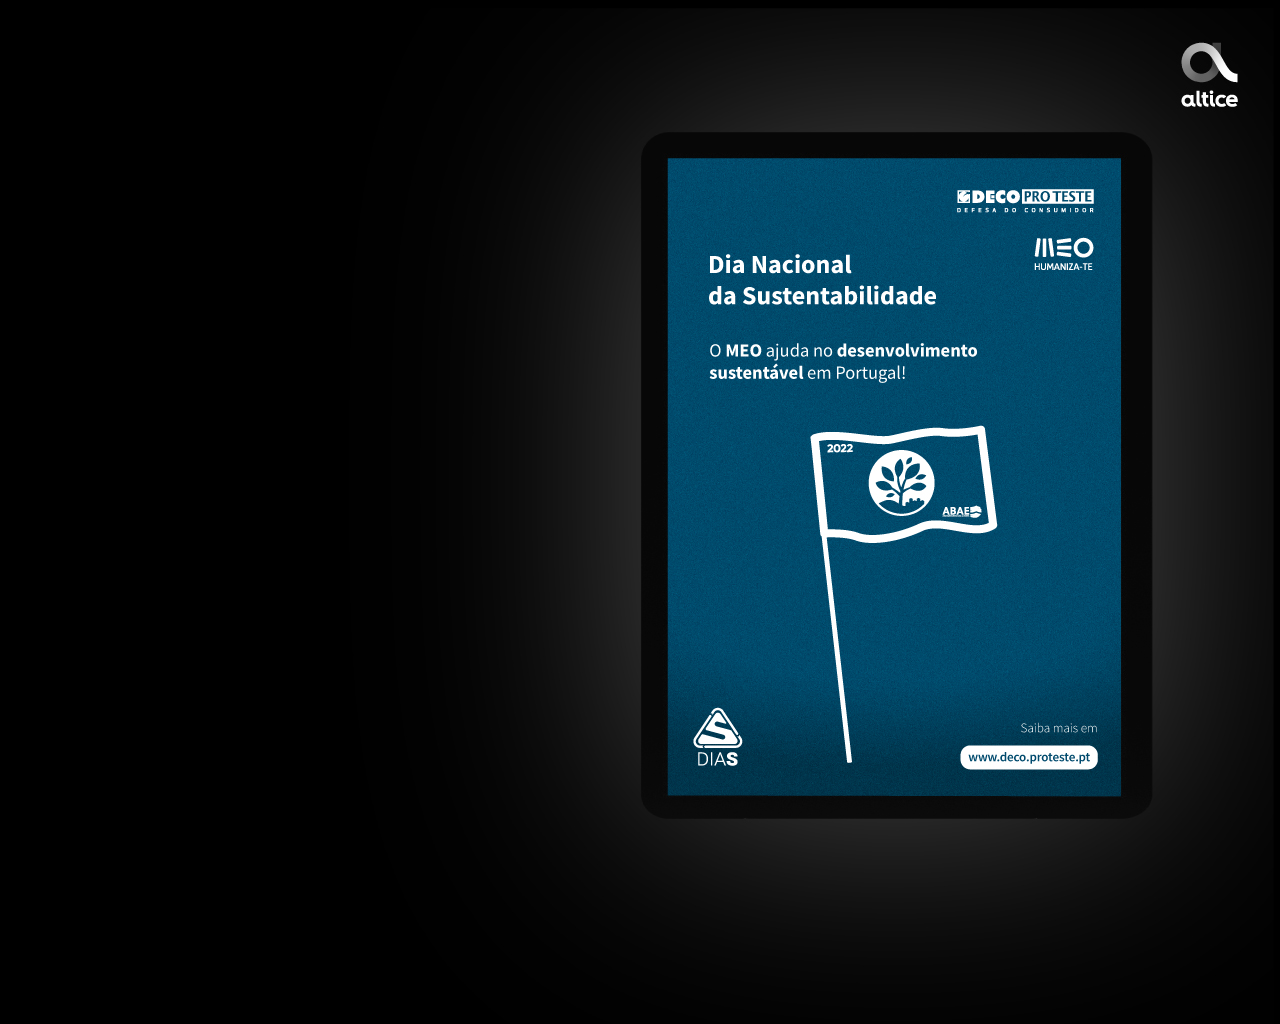 altice
DECO PROTESTE
DEFESA DO CONSUMIDOR
MEO
HUMANIZA-TE
Dia Nacional
da Sustentabilidade
O MEO ajuda no desenvolvimento
sustentável em Portugal!
2022
ABAE
DIAS
Saiba mais em
www.deco.proteste.pt